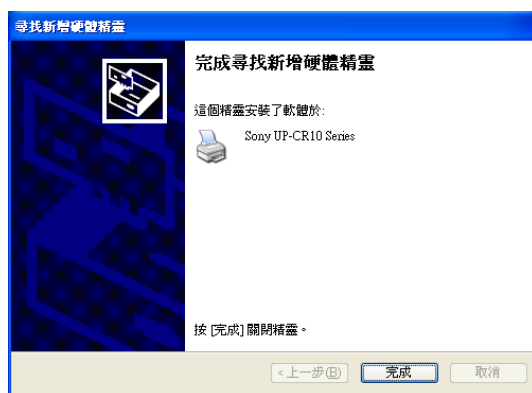 尋找新增硬體精靈
完成尋找新增硬體精靈
這個精靈安裝了軟體於:
Sony UP-CR10 Series
按 [完成] 關閉精靈。
<上一步(B)
完成
取消